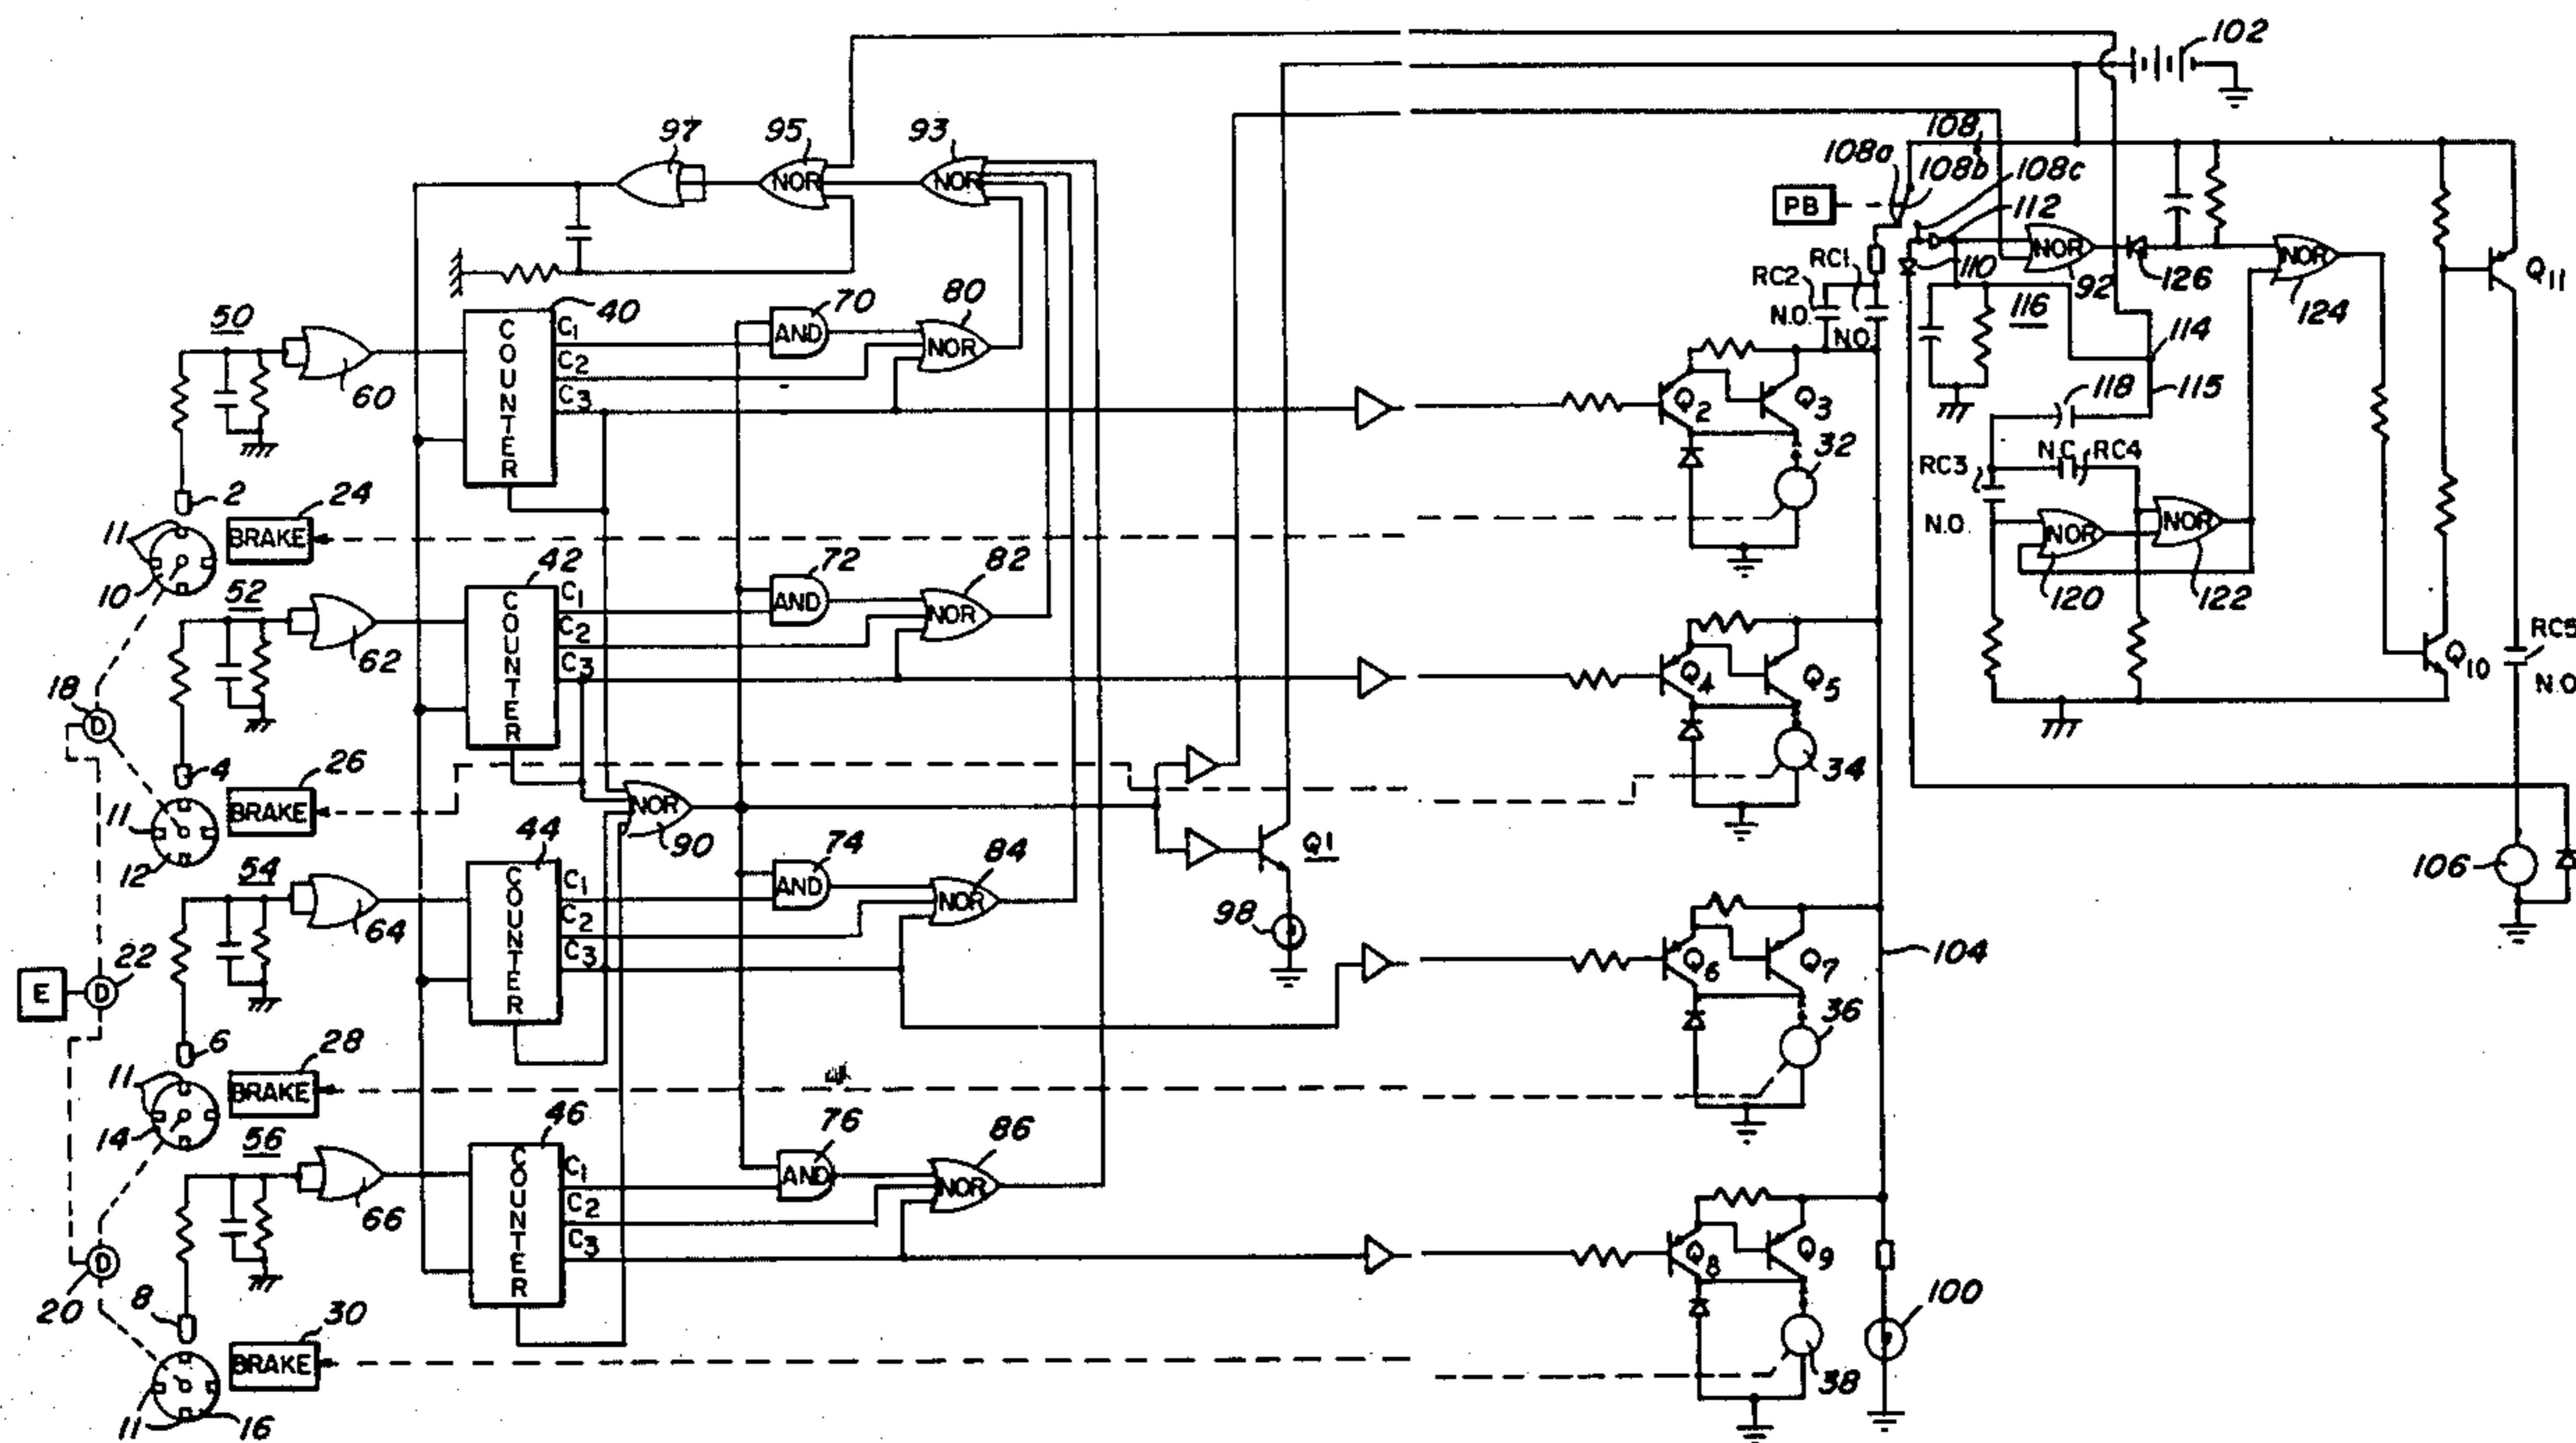 102
97
95
93
108
108a
108b
108c
112
PB
NOR
NOR
NOR
NOR
110
92
126
124
Q11
RC2
RC1
N.O.
N.O.
116
114
50
40
70
80
C1
C2
C3
COUNTER
AND
NOR
60
118
115
Q2
Q3
32
N.C.
RC4
RC3
N.O.
2
24
11
BRAKE
10
NOR
NOR
120
122
52
42
72
82
C1
C2
C3
COUNTER
AND
NOR
62
Q4
Q5
Q10
RC5
N.O
18
D
4
26
34
11
BRAKE
12
NOR
90
54
44
74
84
C1
C2
C3
COUNTER
AND
NOR
64
Q1
98
106
E
D
22
Q6
Q7
104
6
28
36
11
BRAKE
14
56
46
76
86
C1
C2
C3
COUNTER
AND
NOR
66
Q8
Q9
D
20
8
30
100
BRAKE
38
11
16